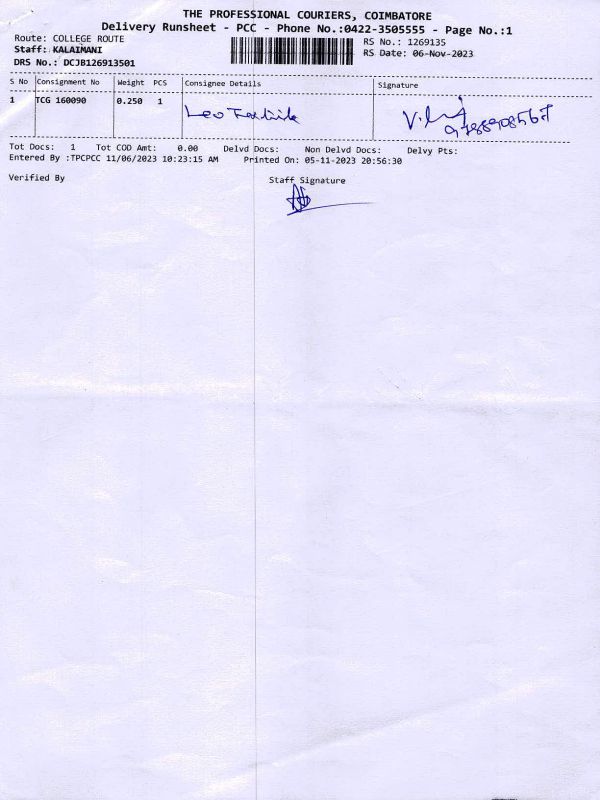 THE PROFESSIONAL COURIERS, COIMBATORE
Delivery Runsheet - PCC - Phone No.:0422-3505555 - Page No.:1
Route: COLLEGE ROUTE
RS No.: 1269135
Staff: KALAIMANI
RS Date: 06-Nov-2023
DRS No.: DCJB126913501
S No Consignment No Weight PCS Consignee Details Signature
1 TCG 160090 0.250 1 Leo
Tot Docs: 1 Tot COD Amt: 0.00 Delvd Docs: Non Delvd Docs: Delvy Pts:
Entered By :TPCPCC 11/06/2023 10:23:15 AM Printed On: 05-11-2023 20:56:30
Verified By Staff Signature